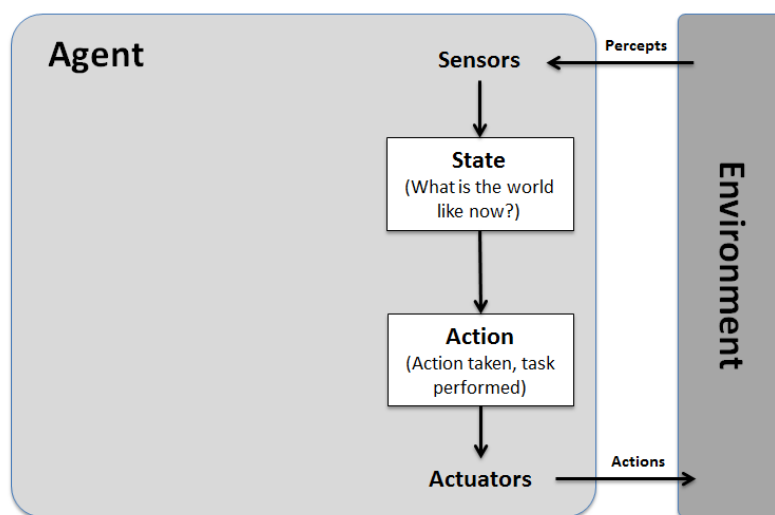 Agent
Sensors
Percepts
State
(What is the world
like now?)
Environment
Action
(Action taken, task
performed)
Actuators
Actions